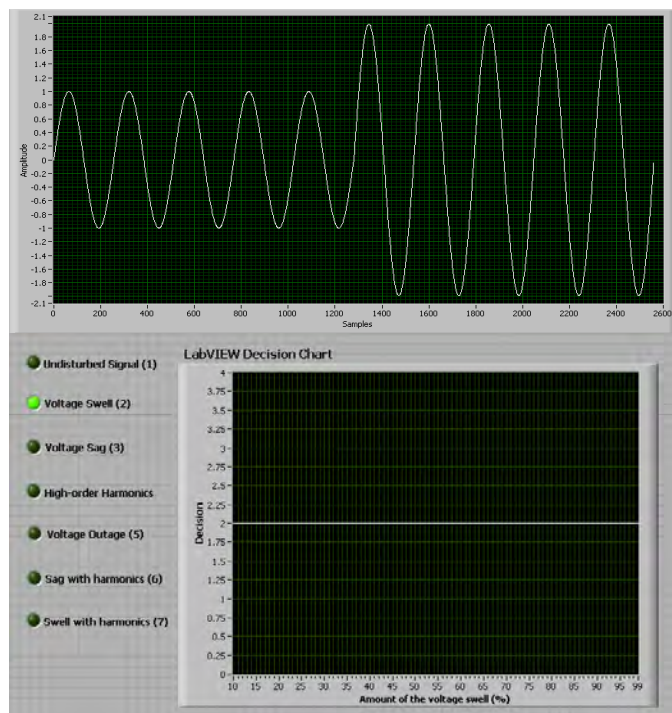 2.1
1.8
1.6
1.4
1.2
1
0.8
0.6
0.4
0.2
0
-0.2
-0.4
-0.6
-0.8
-1
-1.2
-1.4
-1.6
-1.8
-2.1
Amplitude
0 200 400 600 800 1000 1200 1400 1600 1800 2000 2200 2400 2600
Samples
Undisturbed Signal (1)
Voltage Swell (2)
Voltage Sag (3)
High-order Harmonics
Voltage Outage (5)
Sag with harmonics (6)
Swell with harmonics (7)
LabVIEW Decision Chart
4
3.75
3.5
3.25
3
2.75
2.5
2.25
2
1.75
1.5
1.25
1
0.75
0.5
0.25
0
Decision
10 15 20 25 30 35 40 45 50 55 60 65 70 75 80 85 90 95 99
Amount of the voltage swell (%)